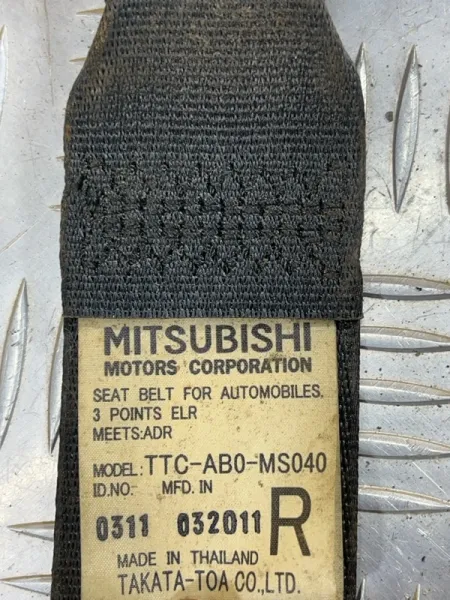 MITSUBISHI
MOTORS CORPORATION
SEAT BELT FOR AUTOMOBILES.
3 POINTS ELR
MEETS:ADR
MODEL:TTC-AB0-MS040
ID.NO. MFD. IN
0311 032011 R
MADE IN THAILAND
TAKATA-TOA CO.,LTD.